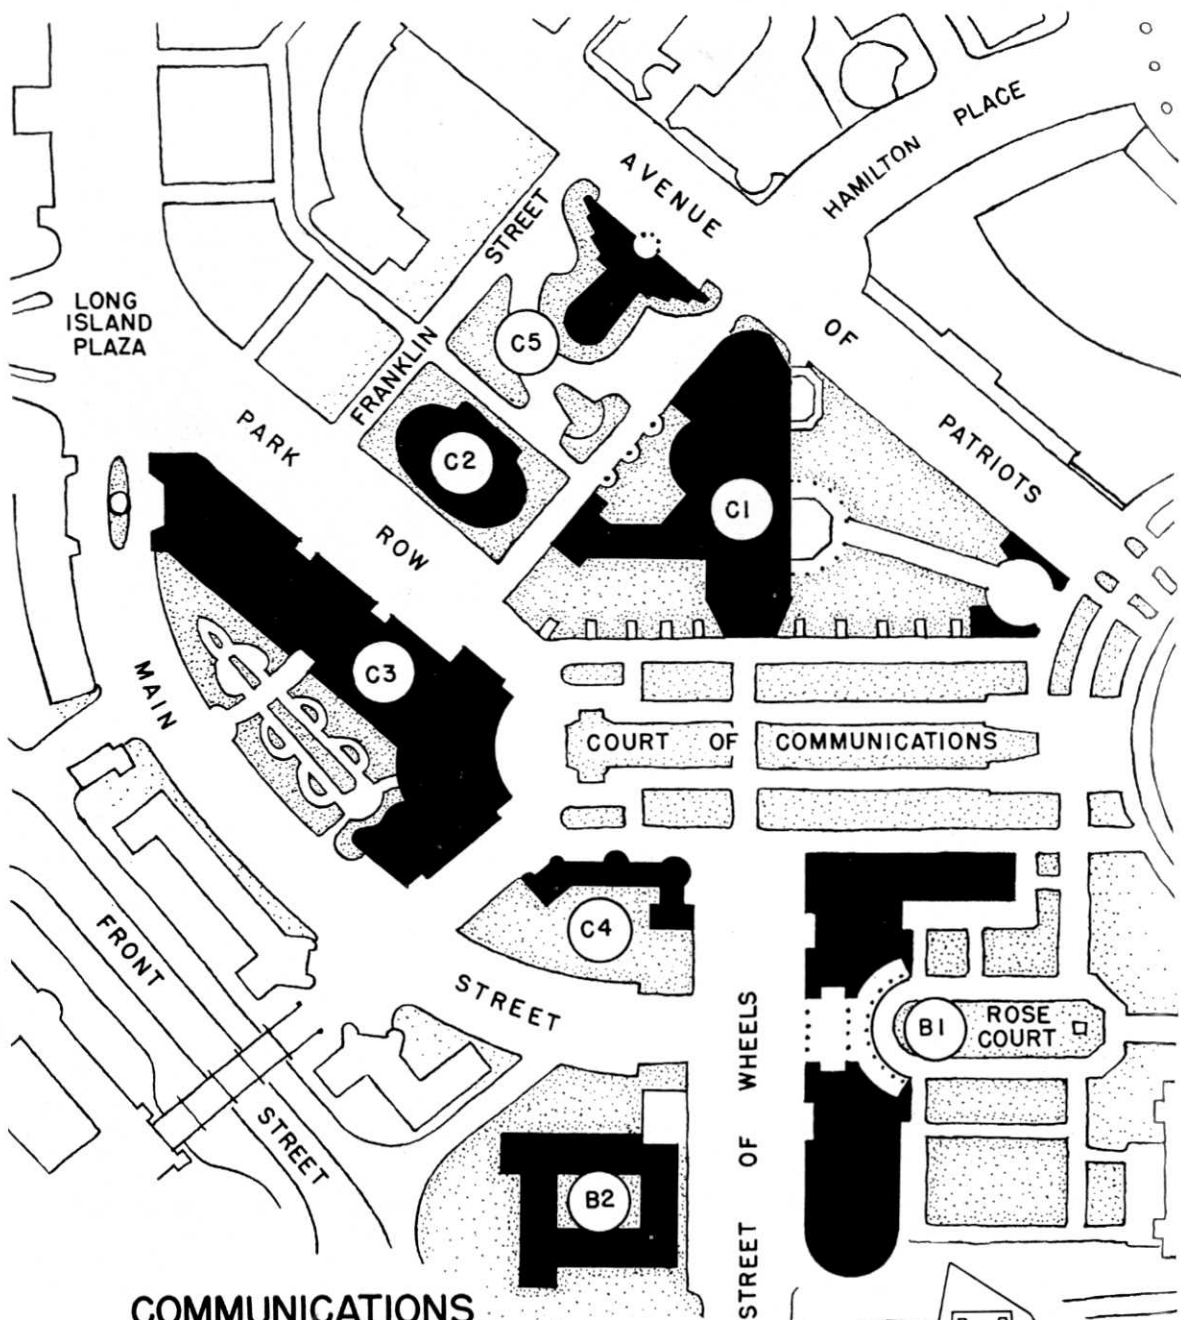 AVENUE
HAMILTON PLACE
STREET
LONG
ISLAND
PLAZA
C5
OF
FRANKLIN
PARK
PATRIOTS
C2
C1
ROW
C3
MAIN
COURT OF COMMUNICATIONS
C4
FRONT
STREET
ROSE
COURT
B1
STREET OF WHEELS
STREET
B2
COMMUNICATIONS